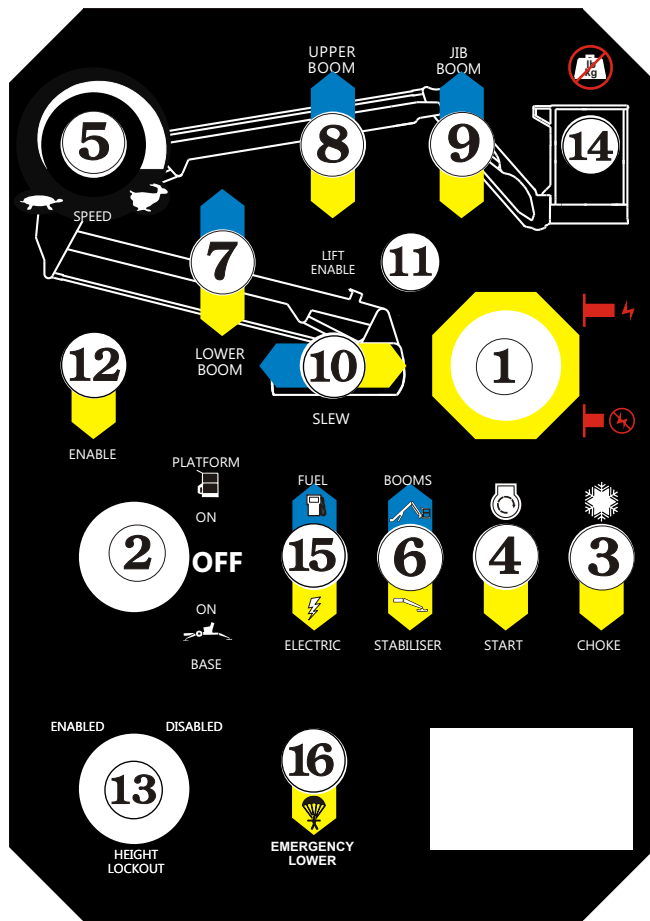 UPPER
BOOM
JIB
BOOM
lb
kg
5
8
9
14
SPEED
7
LIFT
ENABLE
11
12
LOWER
BOOM
10
1
SLEW
ENABLE
PLATFORM
ON
2
OFF
ON
BASE
FUEL
BOOMS
15
6
4
3
ELECTRIC
STABILISER
START
CHOKE
ENABLED
DISABLED
13
HEIGHT
LOCKOUT
16
EMERGENCY
LOWER